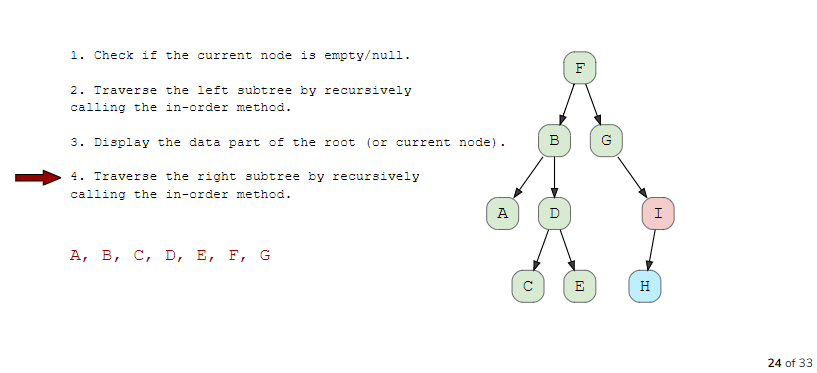 1. Check if the current node is empty/null.
2. Traverse the left subtree by recursively
calling the in-order method.
3. Display the data part of the root (or current node).
4. Traverse the right subtree by recursively
calling the in-order method.
A, B, C, D, E, F, G
F
B
G
A
D
I
C
E
H
24 of 33